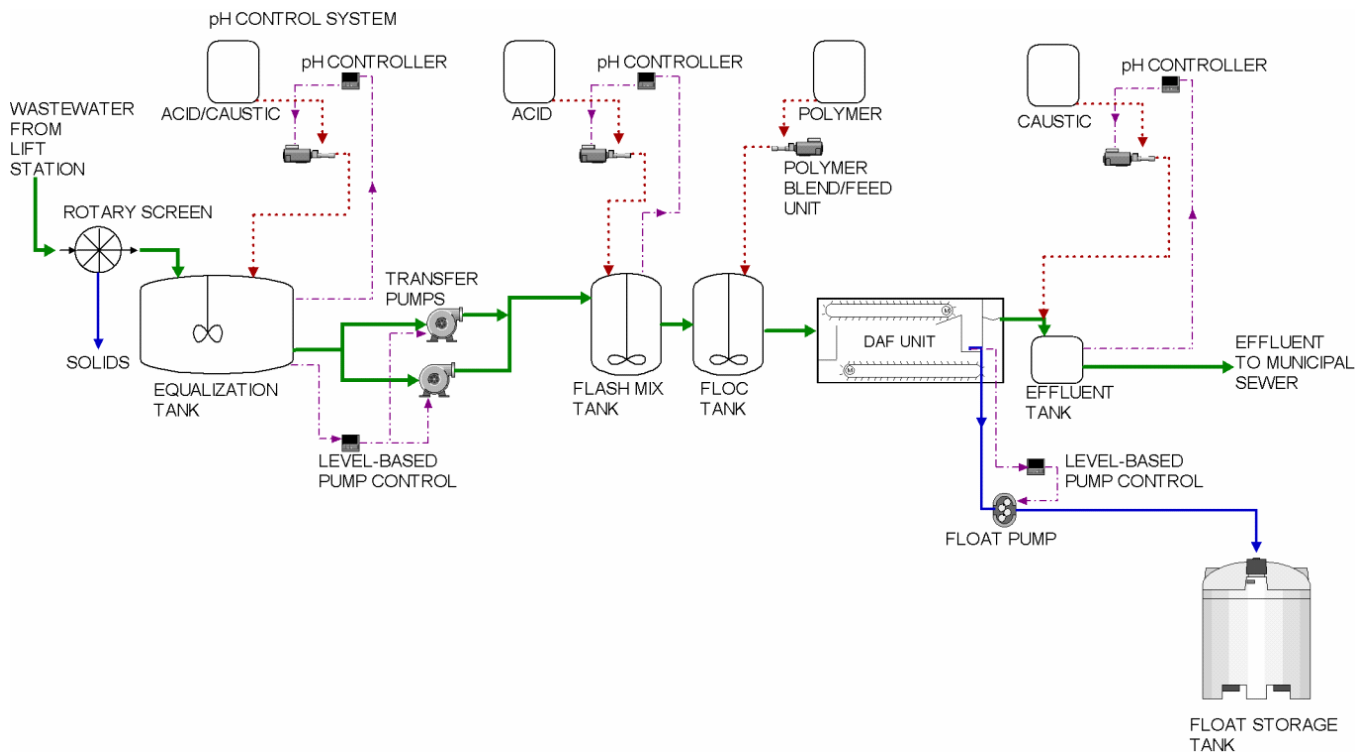 pH CONTROL SYSTEM
pH CONTROLLER
pH CONTROLLER
pH CONTROLLER
WASTEWATER
FROM
LIFT
STATION
ACID/CAUSTIC
ACID
POLYMER
CAUSTIC
POLYMER
BLEND/FEED
UNIT
ROTARY SCREEN
TRANSFER
PUMPS
SOLIDS
EQUALIZATION
TANK
FLASH MIX
TANK
FLOC
TANK
M
DAF UNIT
M
EFFLUENT
TANK
EFFLUENT
TO MUNICIPAL
SEWER
LEVEL-BASED
PUMP CONTROL
LEVEL-BASED
PUMP CONTROL
FLOAT PUMP
FLOAT STORAGE
TANK